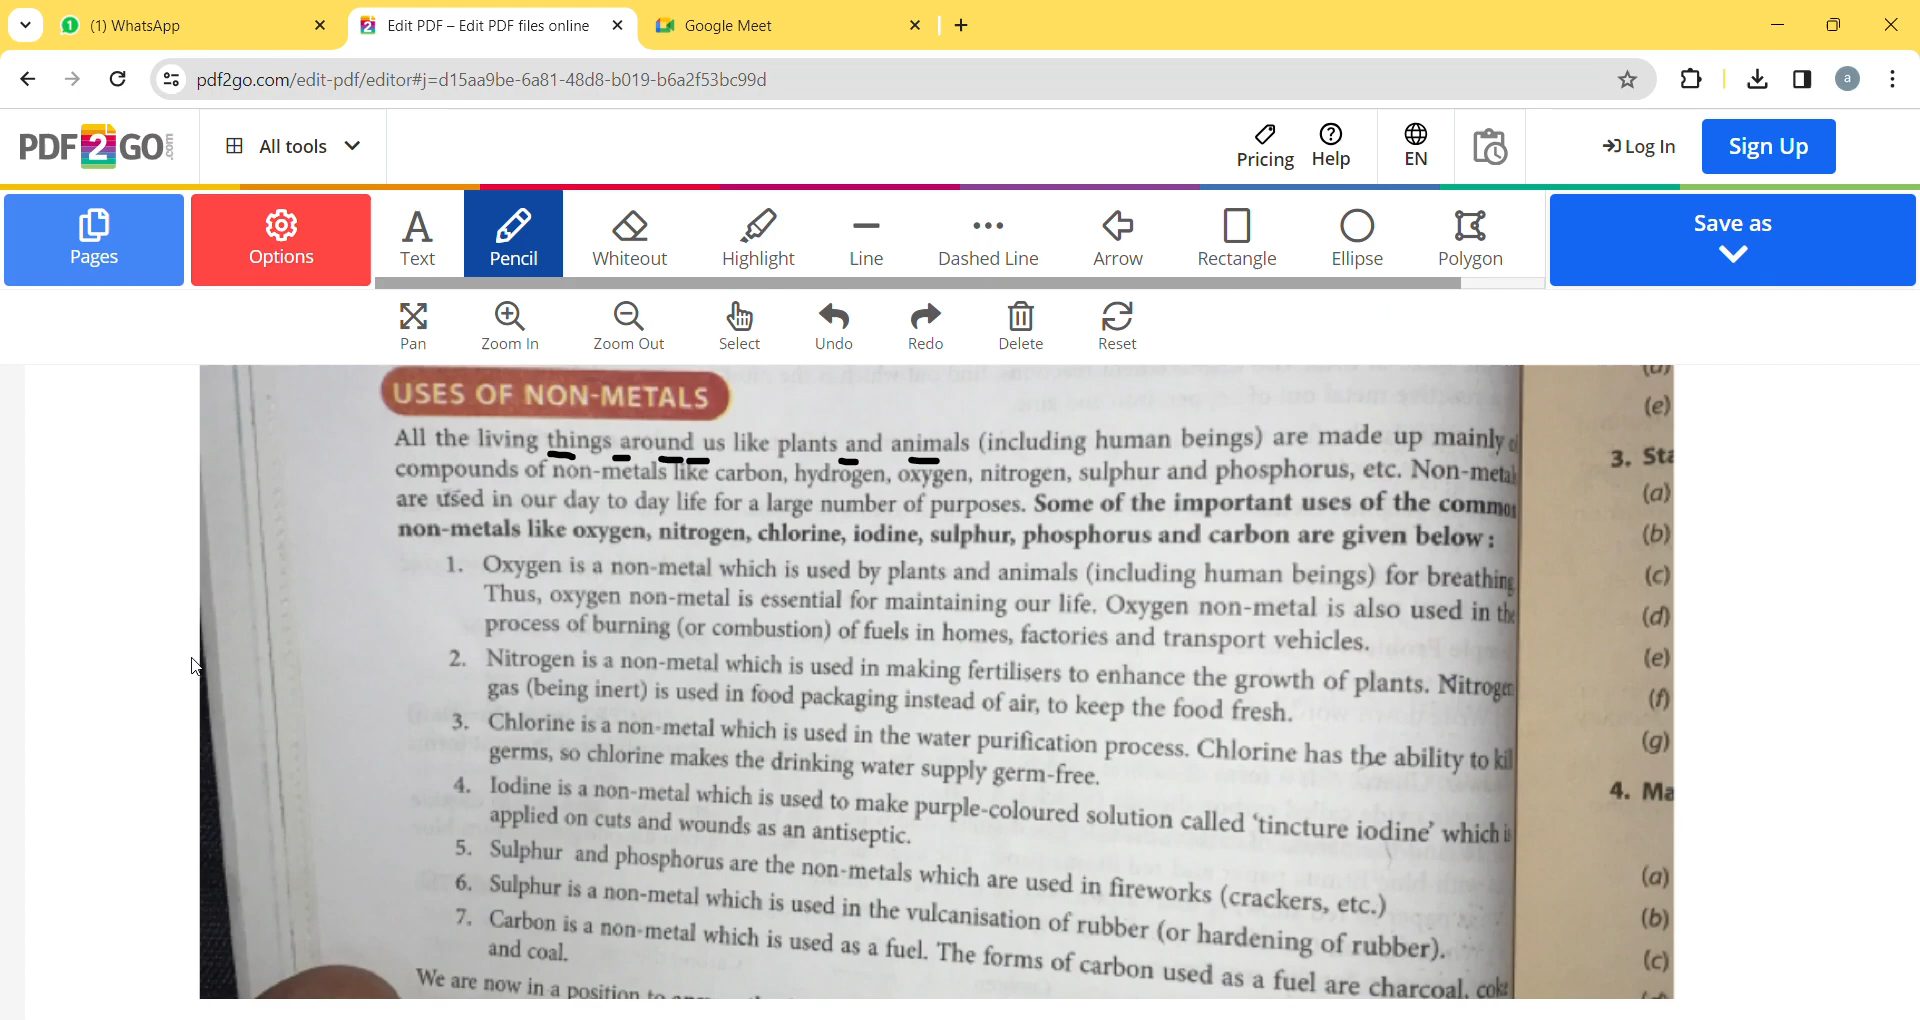 (1) WhatsApp
Edit PDF – Edit PDF files online
Google Meet
pdf2go.com/edit-pdf/editor#j=d15aa9be-6a81-48d8-b019-b6a2f53bc99d
a
PDF2GO.com
All tools
Pricing
Help
EN
Log In
Sign Up
Pages
Options
Text
Pencil
Whiteout
Highlight
Line
Dashed Line
Arrow
Rectangle
Ellipse
Polygon
Save as
Pan
Zoom In
Zoom Out
Select
Undo
Redo
Delete
Reset
USES OF NON-METALS
All the living things around us like plants and animals (including human beings) are made up mainly
compounds of non-metals like carbon, hydrogen, oxygen, nitrogen, sulphur and phosphorus, etc. Non-metal
are used in our day to day life for a large number of purposes. Some of the important uses of the commo
non-metals like oxygen, nitrogen, chlorine, iodine, sulphur, phosphorus and carbon are given below :
1. Oxygen is a non-metal which is used by plants and animals (including human beings) for breathing
Thus, oxygen non-metal is essential for maintaining our life. Oxygen non-metal is also used in the
process of burning (or combustion) of fuels in homes, factories and transport vehicles.
2. Nitrogen is a non-metal which is used in making fertilisers to enhance the growth of plants. Nitrogen
gas (being inert) is used in food packaging instead of air, to keep the food fresh.
3. Chlorine is a non-metal which is used in the water purification process. Chlorine has the ability to kil
germs, so chlorine makes the drinking water supply germ-free.
4. Iodine is a non-metal which is used to make purple-coloured solution called 'tincture iodine' which i
applied on cuts and wounds as an antiseptic.
5. Sulphur and phosphorus are the non-metals which are used in fireworks (crackers, etc.)
6. Sulphur is a non-metal which is used in the vulcanisation of rubber (or hardening of rubber).
7. Carbon is a non-metal which is used as a fuel. The forms of carbon used as a fuel are charcoal, coke
and coal.
We are now in a position to
(e)
3. Sta
(a)
(b)
(c)
(d)
(e)
(f)
(g)
4. Ma
(a)
(b)
(c)